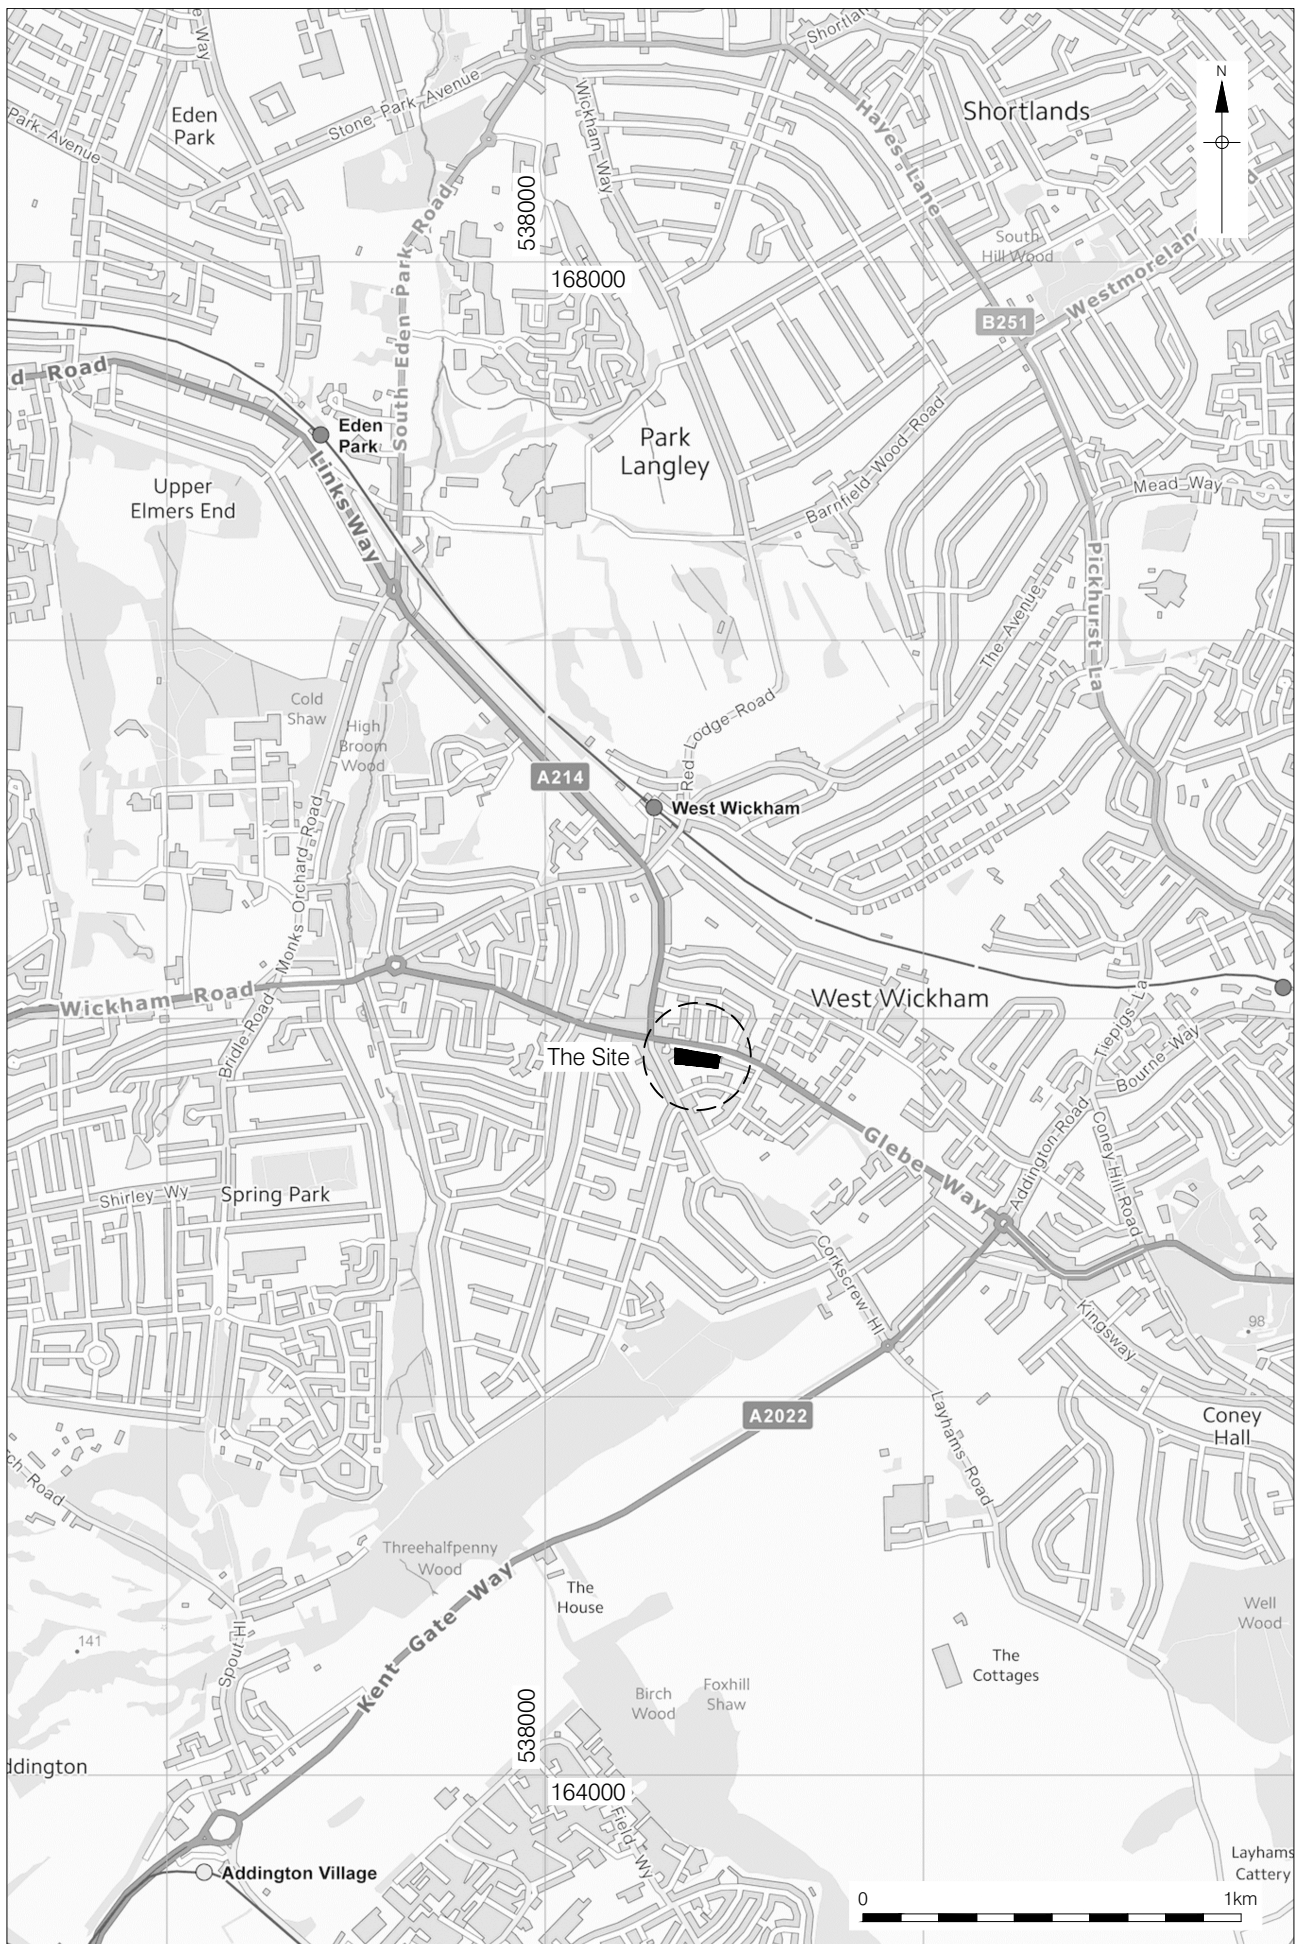 e Way
Shortlan
N
Eden
Park
Stone Park Avenue
Park Avenue
Wickham Way
Hayes Lane
Shortlands
538000
168000
South Eden Park Road
South
Hill Wood
Westmoreland
B251
d Road
Eden
Park
Links Way
Park
Langley
Barnfield Wood Road
Mead Way
Upper
Elmers End
Pickhurst La
The Avenue
Cold
Shaw
High
Broom
Wood
Red Lodge Road
A214
West Wickham
Monks Orchard Road
Wickham Road
Bridle Road
West Wickham
The Site
Tiepigs La
Bourne Way
Glebe Way
Addington Road
Coney Hill Road
Shirley Wy
Spring Park
Corkscrew Hl
Kingsway
98
A2022
Layhams Road
Coney
Hall
ch Road
Threehalfpenny
Wood
Kent Gate Way
The
House
Well
Wood
141
Spout Hl
The
Cottages
Birch
Wood
Foxhill
Shaw
538000
164000
ddington
Field Wy
Layhams
Cattery
Addington Village
0 1km